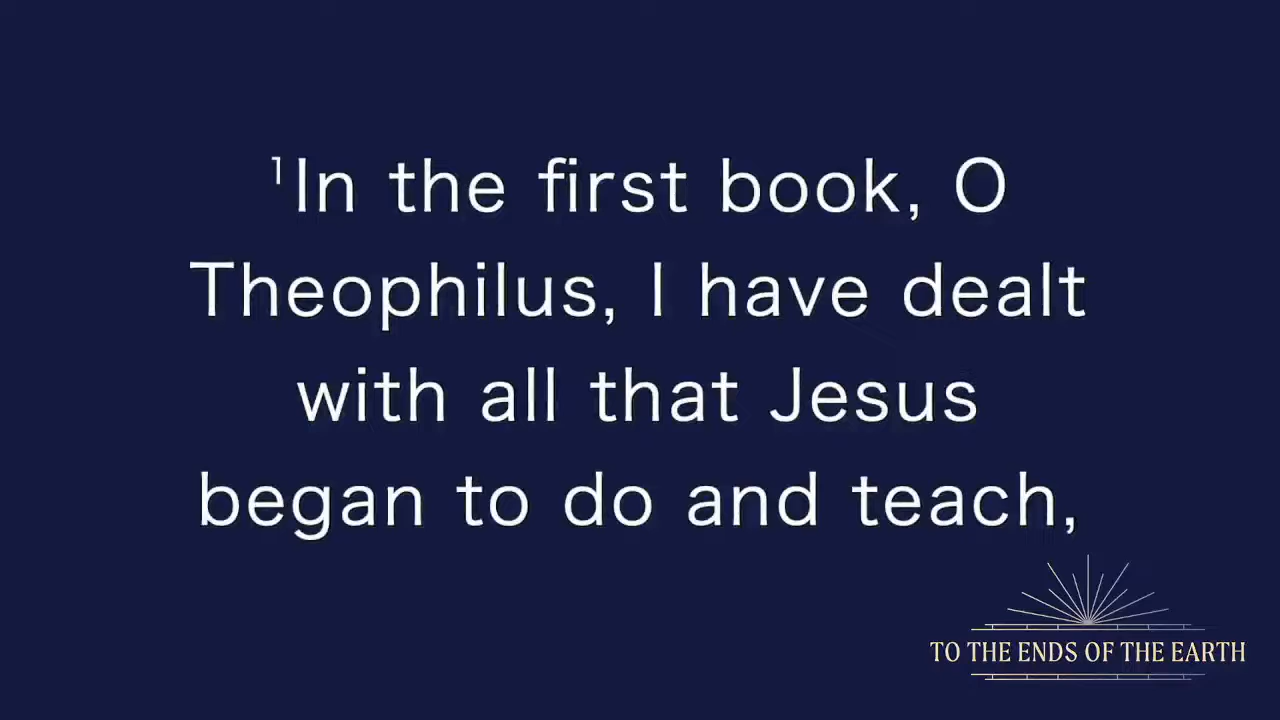 ¹In the first book, O
Theophilus, I have dealt
with all that Jesus
began to do and teach,
TO THE ENDS OF THE EARTH